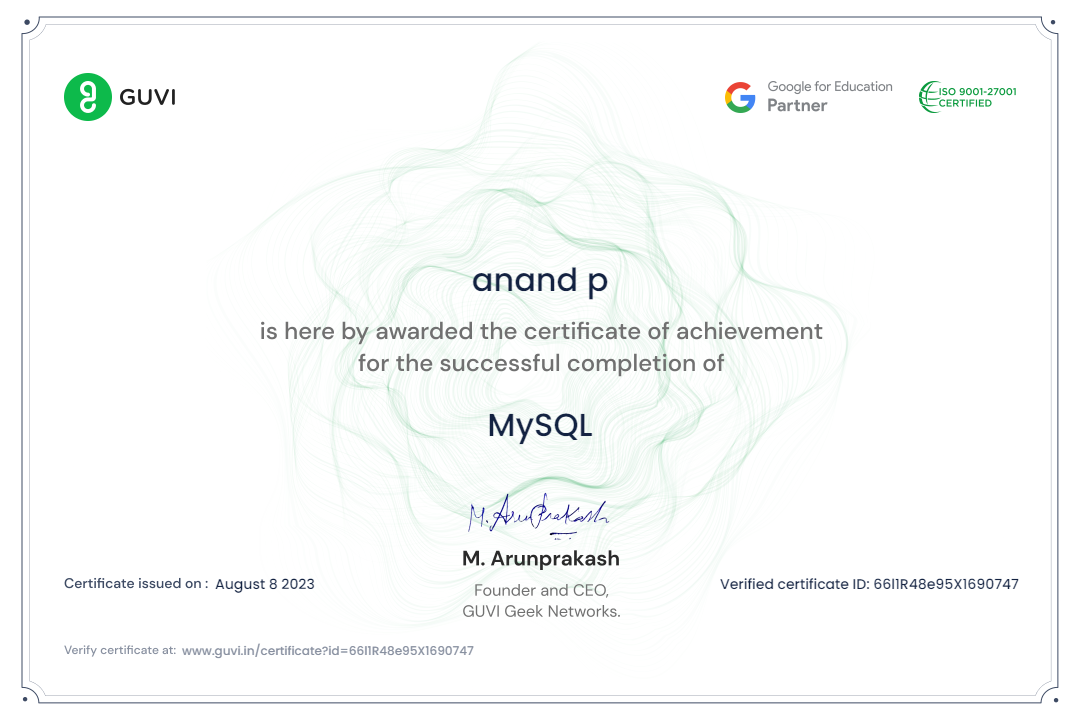 GUVI
Google for Education
Partner
ISO 9001-27001
CERTIFIED
anand p
is here by awarded the certificate of achievement
for the successful completion of
MySQL
M. Arunprakash
M. Arunprakash
Founder and CEO,
GUVI Geek Networks.
Certificate issued on : August 8 2023
Verified certificate ID: 66I1R48e95X1690747
Verify certificate at: www.guvi.in/certificate?id=66I1R48e95X1690747